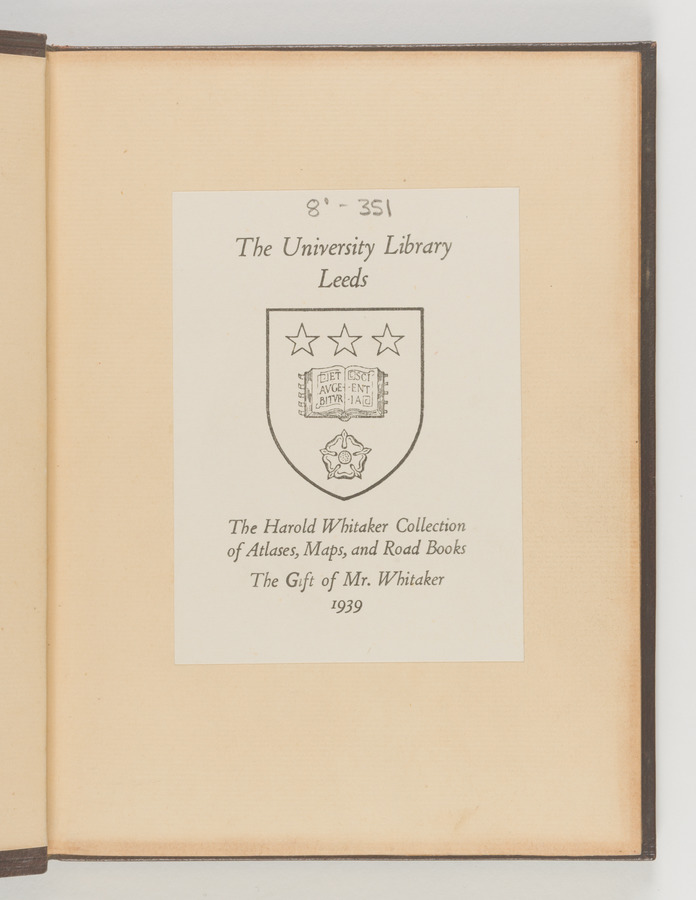 8° - 351
The University Library
Leeds
ET SCI
AVGE- ENT
BITVR IA
The Harold Whitaker Collection
of Atlases, Maps, and Road Books
The Gift of Mr. Whitaker
1939